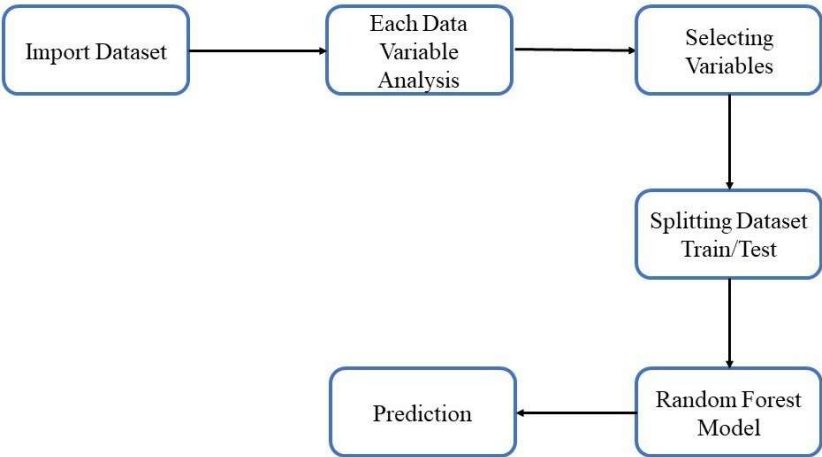 Import Dataset
Each Data
Variable
Analysis
Selecting
Variables
Splitting Dataset
Train/Test
Random Forest
Model
Prediction